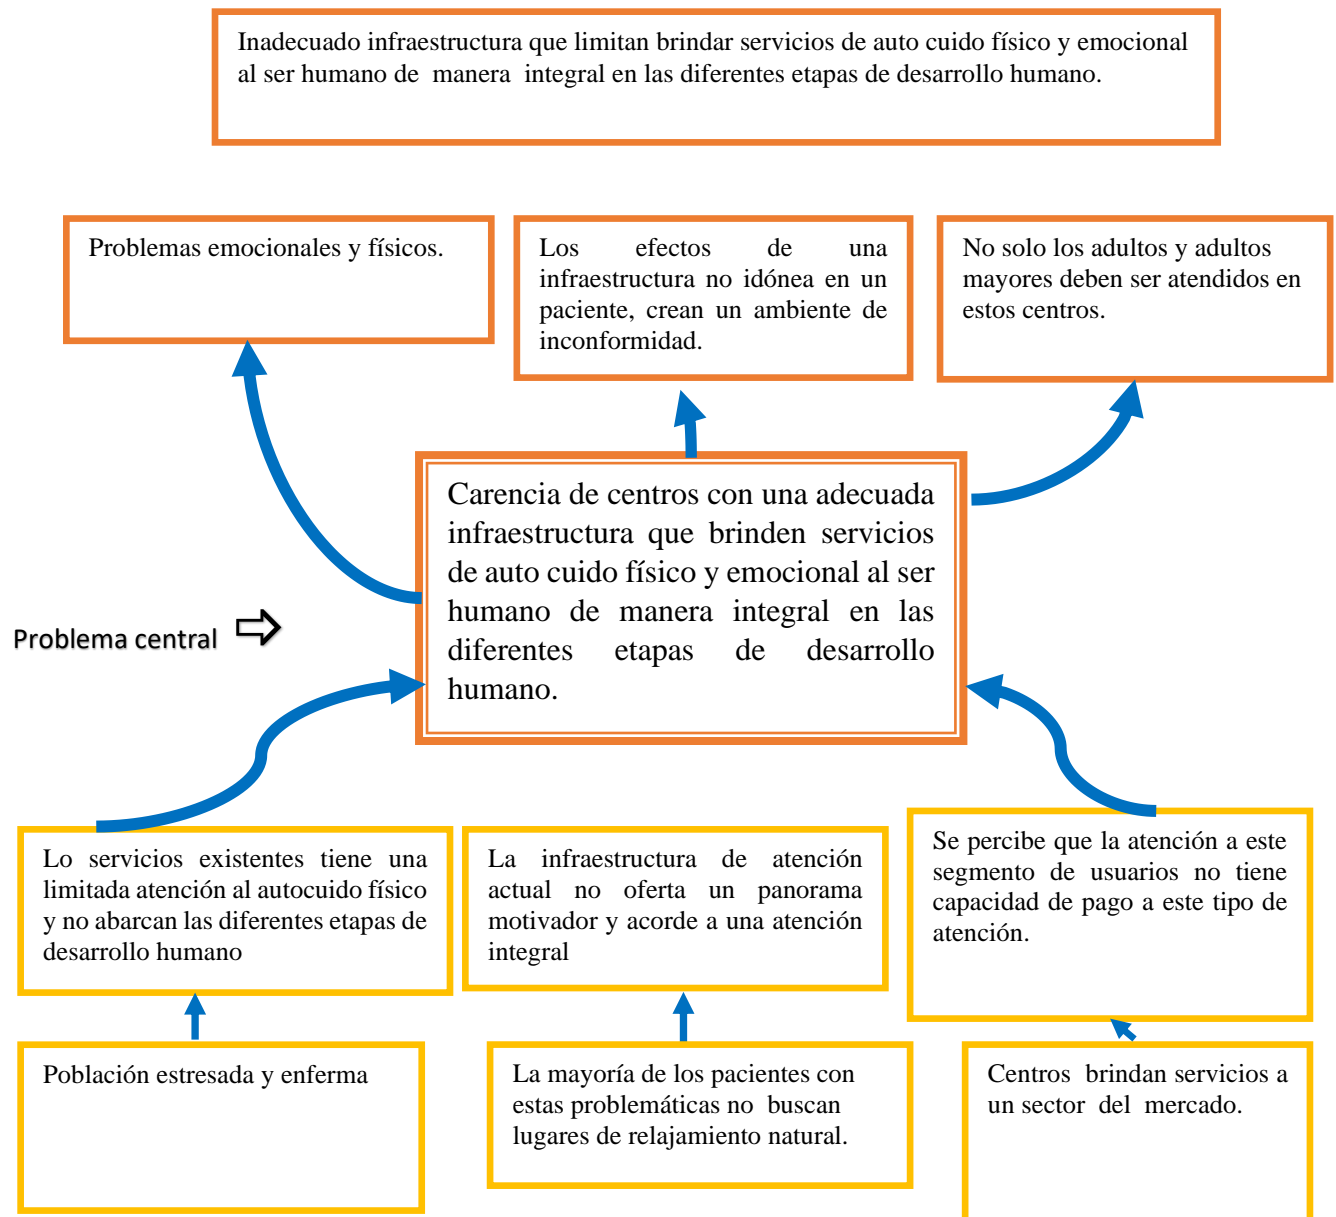 Inadecuado infraestructura que limitan brindar servicios de auto cuido físico y emocional
al ser humano de manera integral en las diferentes etapas de desarrollo humano.
Problemas emocionales y físicos.
Los efectos de una
infraestructura no idónea en un
paciente, crean un ambiente de
inconformidad.
No solo los adultos y adultos
mayores deben ser atendidos en
estos centros.
Carencia de centros con una adecuada
infraestructura que brinden servicios
de auto cuido físico y emocional al ser
humano de manera integral en las
diferentes etapas de desarrollo
humano.
Problema central
Lo servicios existentes tiene una
limitada atención al autocuido físico
y no abarcan las diferentes etapas de
desarrollo humano
La infraestructura de atención
actual no oferta un panorama
motivador y acorde a una atención
integral
Se percibe que la atención a este
segmento de usuarios no tiene
capacidad de pago a este tipo de
atención.
Población estresada y enferma
La mayoría de los pacientes con
estas problemáticas no buscan
lugares de relajamiento natural.
Centros brindan servicios a
un sector del mercado.